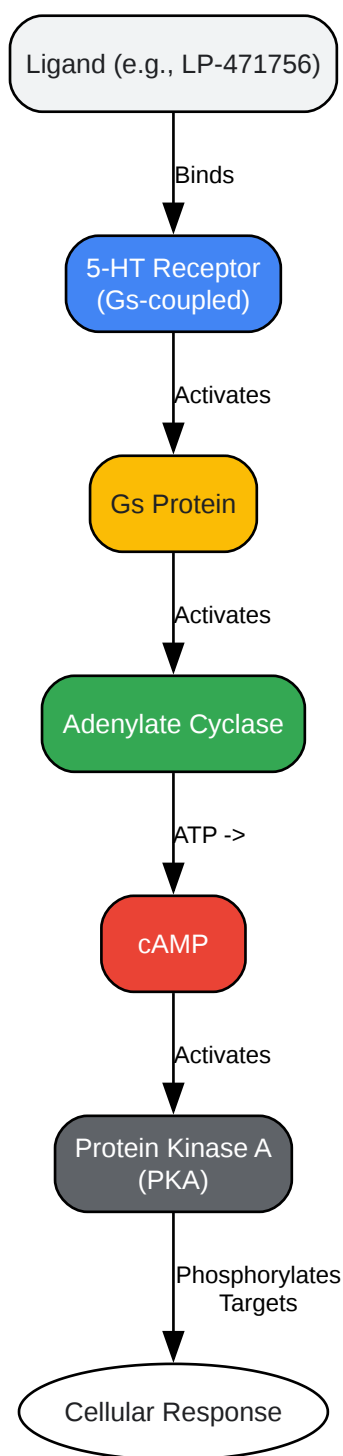 Ligand (e.g., LP-471756)
Binds
5-HT Receptor
(Gs-coupled)
Activates
Gs Protein
Activates
Adenylate Cyclase
ATP ->
cAMP
Activates
Protein Kinase A
(PKA)
Phosphorylates
Targets
Cellular Response